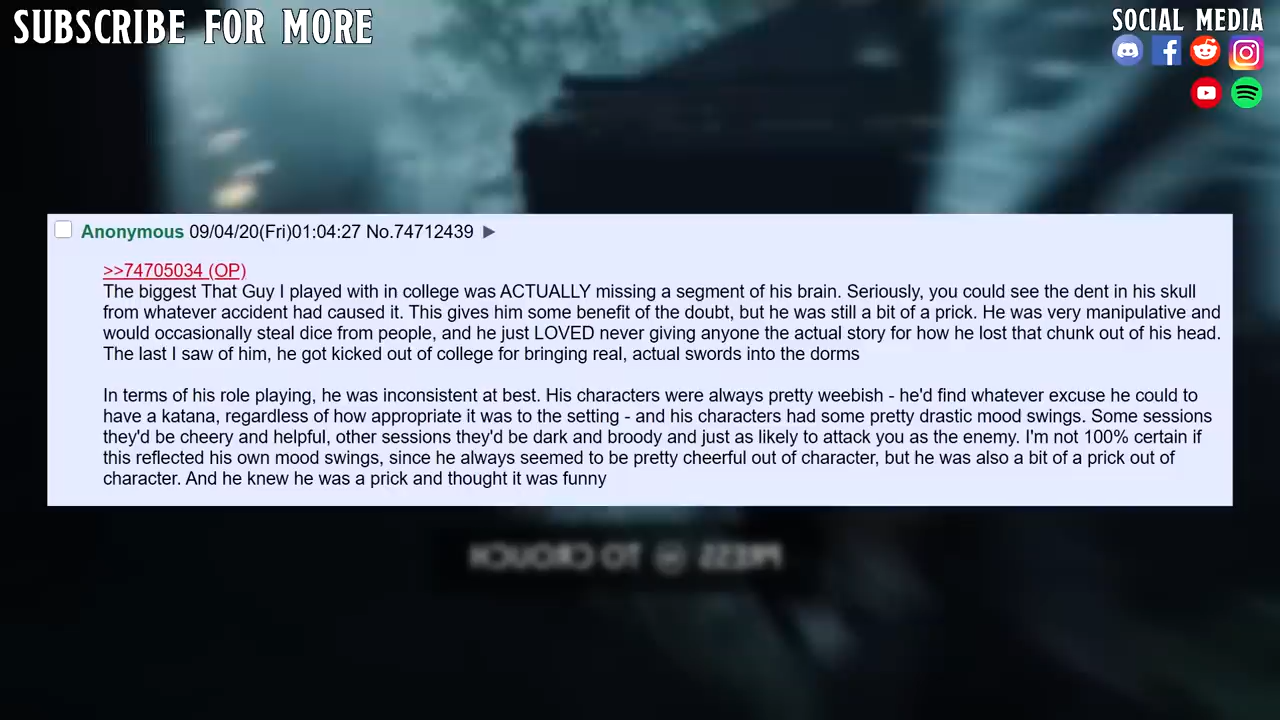 SUBSCRIBE FOR MORE
SOCIAL MEDIA
Anonymous 09/04/20(Fri)01:04:27 No.74712439 ▶
>>74705034 (OP)
The biggest That Guy I played with in college was ACTUALLY missing a segment of his brain. Seriously, you could see the dent in his skull
from whatever accident had caused it. This gives him some benefit of the doubt, but he was still a bit of a prick. He was very manipulative and
would occasionally steal dice from people, and he just LOVED never giving anyone the actual story for how he lost that chunk out of his head.
The last I saw of him, he got kicked out of college for bringing real, actual swords into the dorms
In terms of his role playing, he was inconsistent at best. His characters were always pretty weebish - he'd find whatever excuse he could to
have a katana, regardless of how appropriate it was to the setting - and his characters had some pretty drastic mood swings. Some sessions
they'd be cheery and helpful, other sessions they'd be dark and broody and just as likely to attack you as the enemy. I'm not 100% certain if
this reflected his own mood swings, since he always seemed to be pretty cheerful out of character, but he was also a bit of a prick out of
character. And he knew he was a prick and thought it was funny
PRESS TO CROUCH